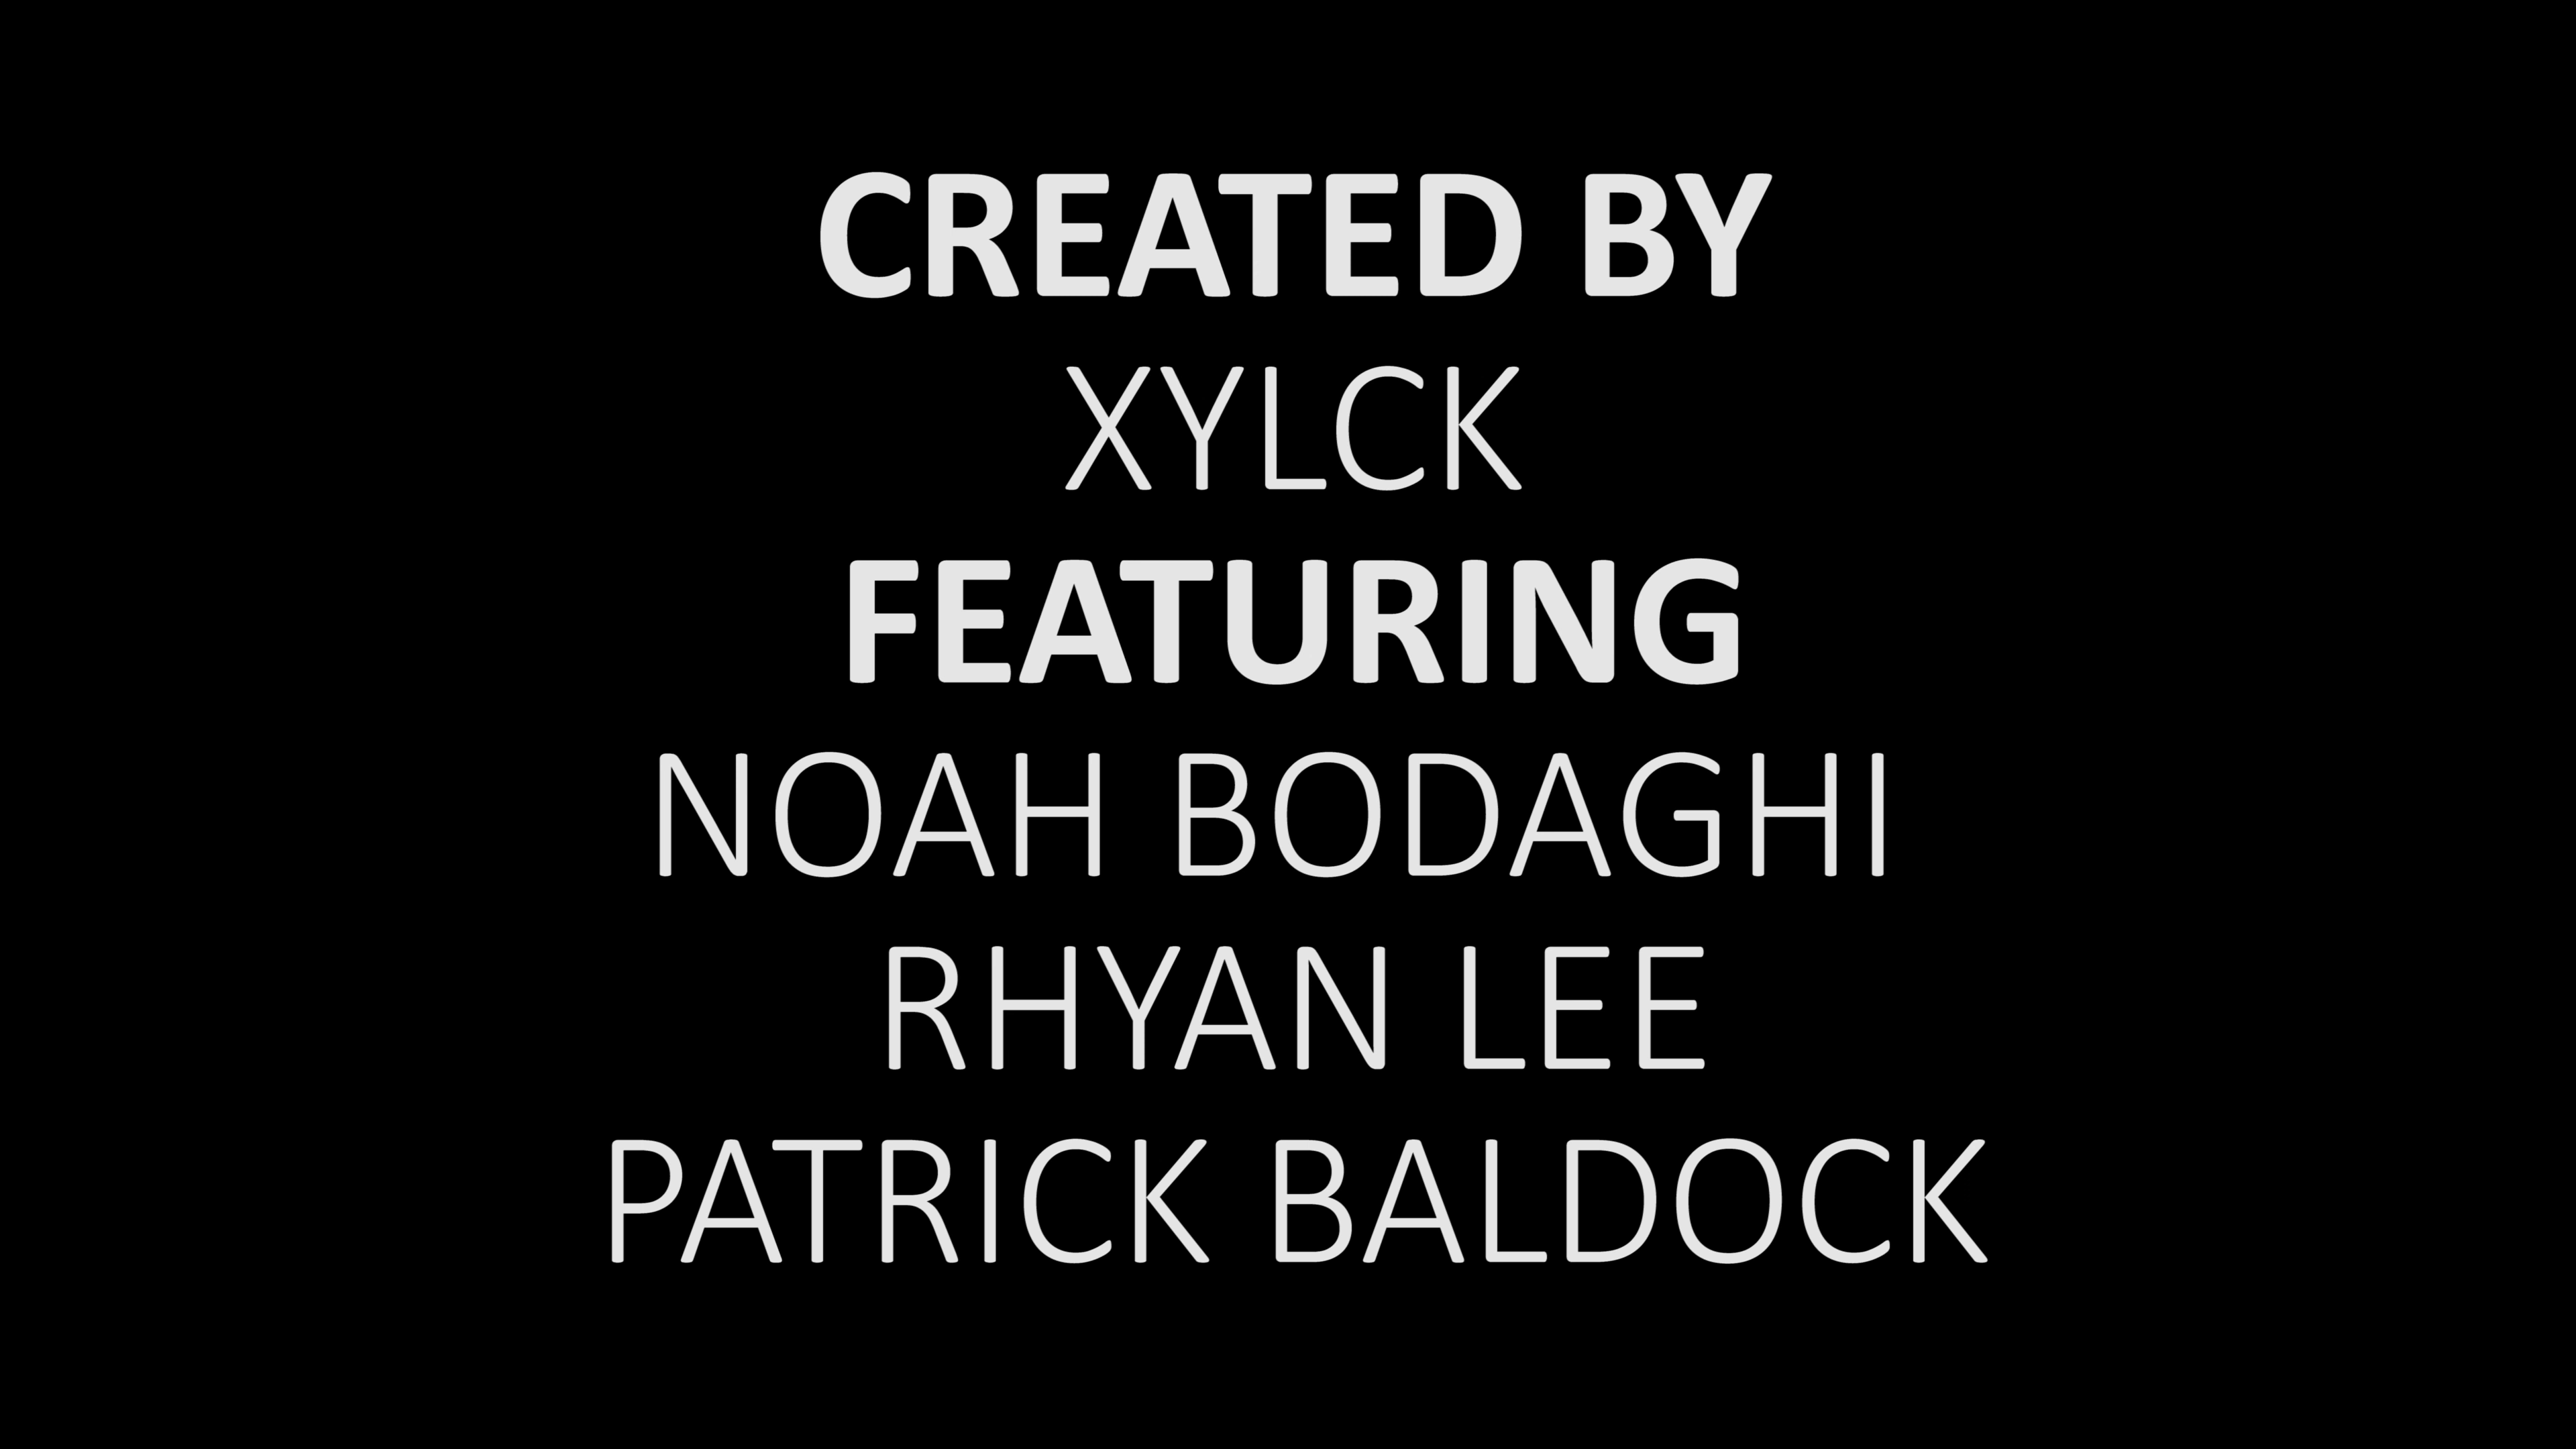 CREATED BY
XYLCK
FEATURING
NOAH BODAGHI
RHYAN LEE
PATRICK BALDOCK